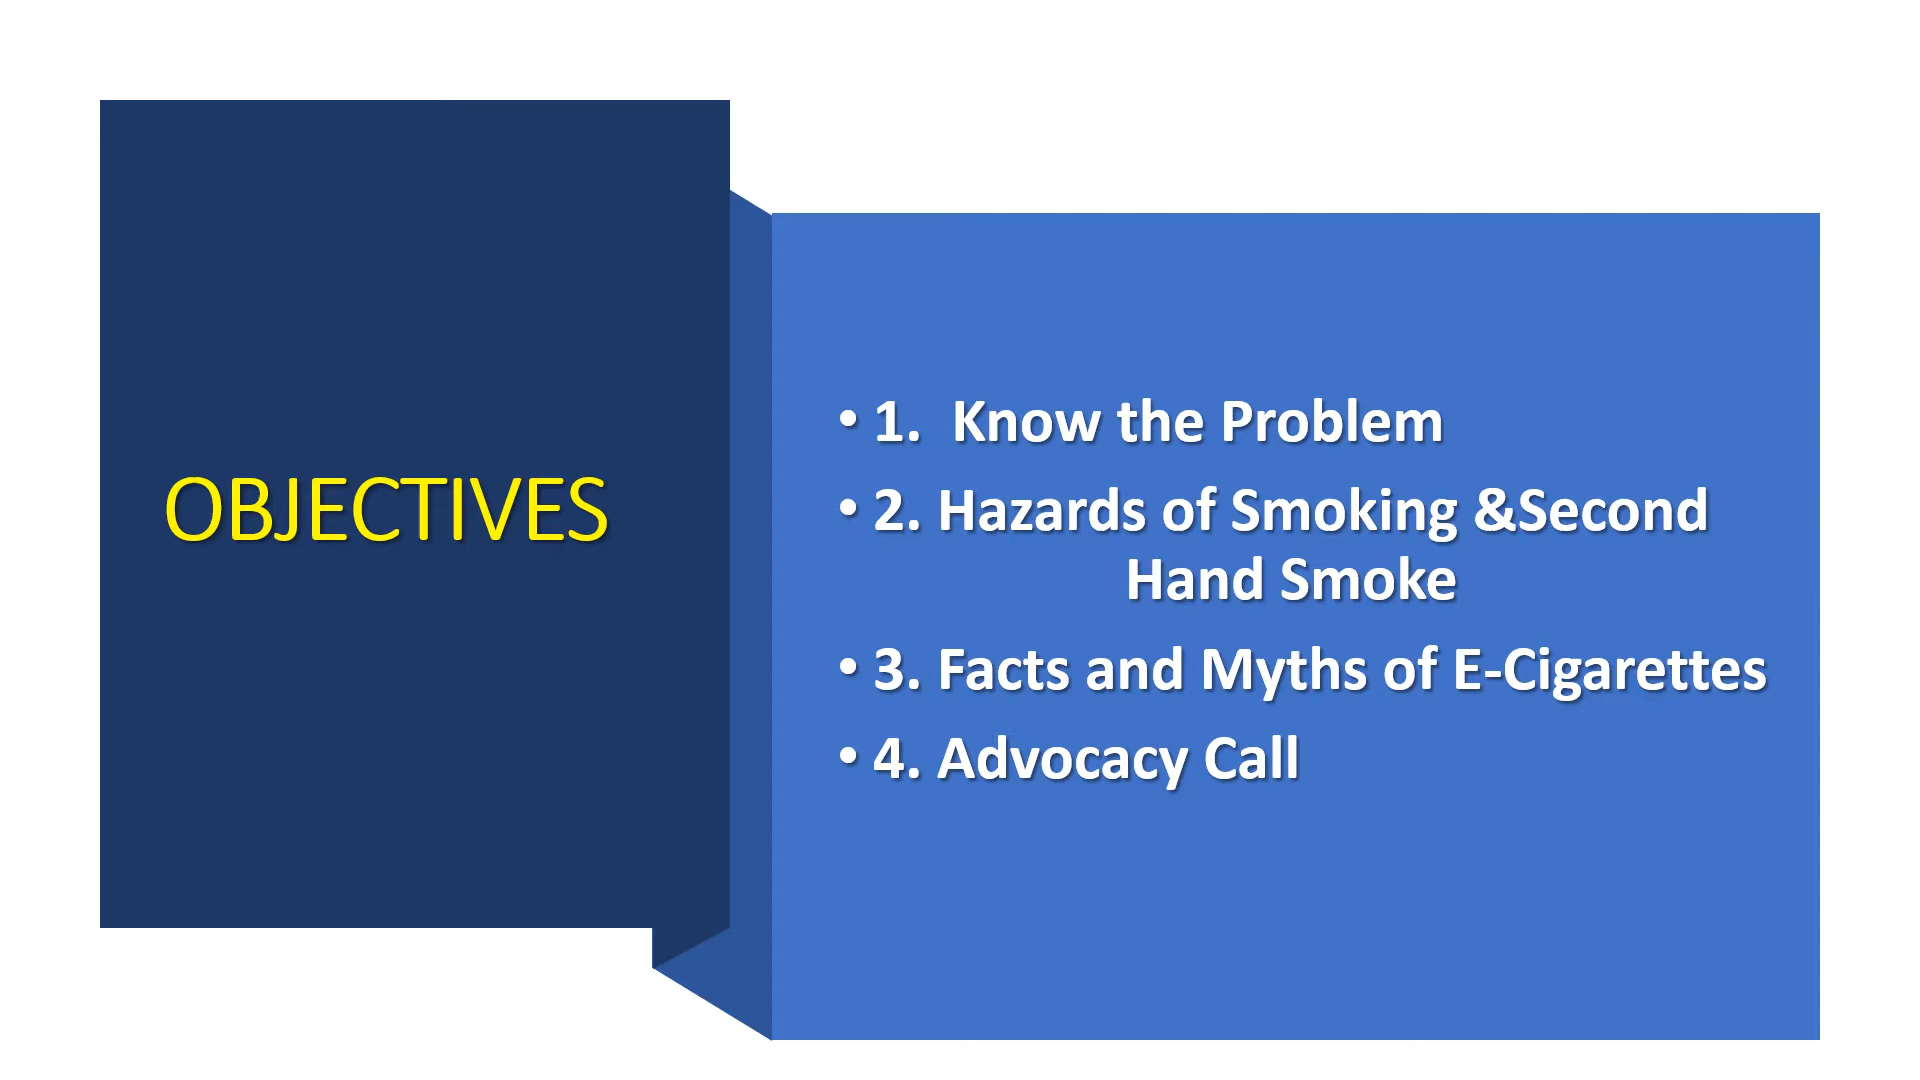 OBJECTIVES
• 1. Know the Problem
• 2. Hazards of Smoking &Second
Hand Smoke
• 3. Facts and Myths of E-Cigarettes
• 4. Advocacy Call